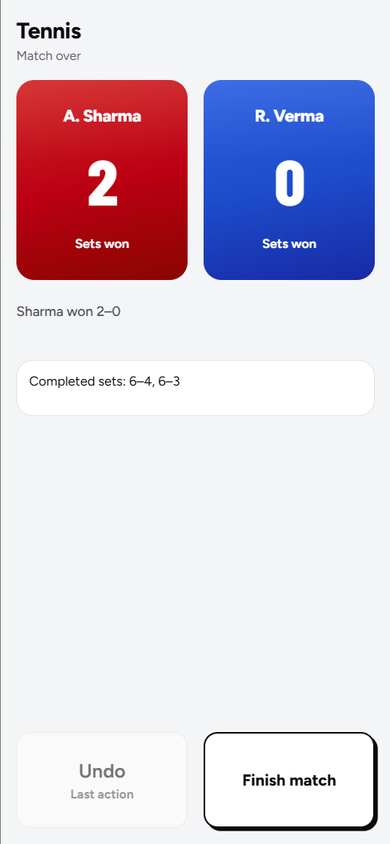 Tennis
Match over
A. Sharma
2
Sets won
R. Verma
0
Sets won
Sharma won 2–0
Completed sets: 6–4, 6–3
Undo
Last action
Finish match